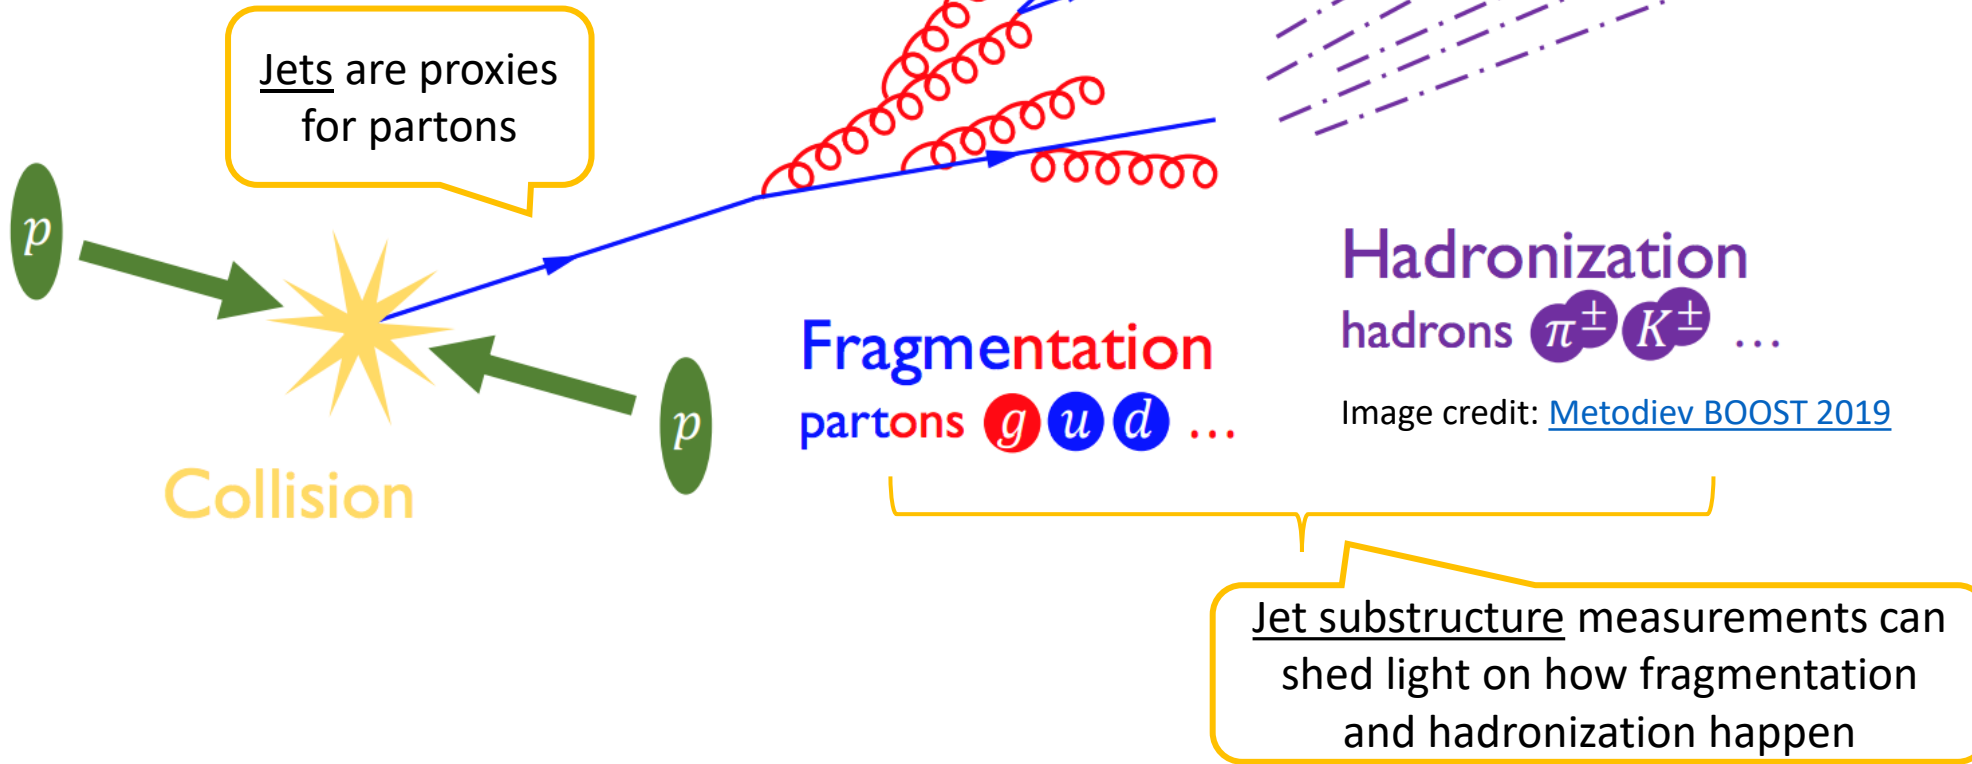 Jets are proxies
for partons
p
p
Collision
Fragmentation
partons g u d ...
Hadronization
hadrons π± K± ...
Image credit: Metodiev BOOST 2019
Jet substructure measurements can
shed light on how fragmentation
and hadronization happen